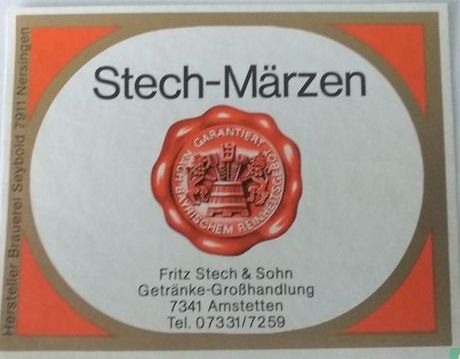 Stech-Märzen
GARANTIERT
NACH BAYRISCHEM REINHEITSGEBOT
Fritz Stech & Sohn
Getränke-Großhandlung
7341 Amstetten
Tel. 07331/7259
Hersteller Brauerei Seybold 7911 Nersingen